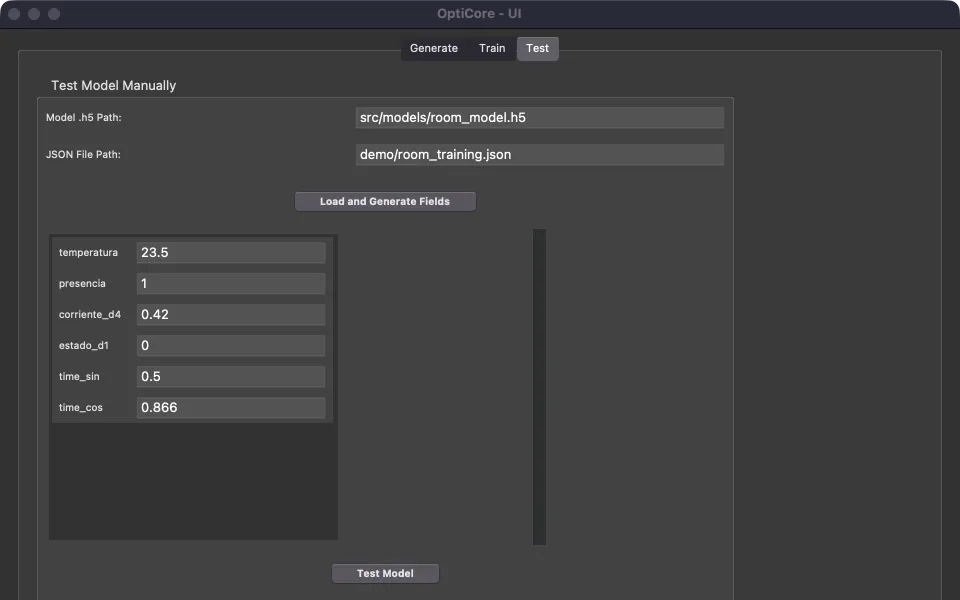 OptiCore - UI
Generate Train Test
Test Model Manually
Model .h5 Path: src/models/room_model.h5
JSON File Path: demo/room_training.json
Load and Generate Fields
temperatura 23.5
presencia 1
corriente_d4 0.42
estado_d1 0
time_sin 0.5
time_cos 0.866
Test Model